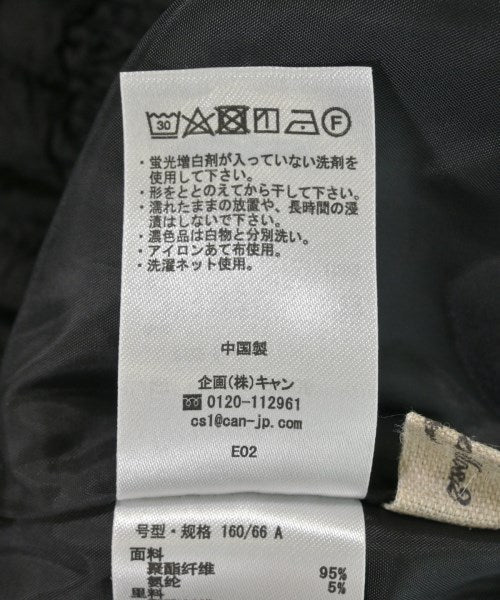 30 F
・蛍光増白剤が入っていない洗剤を
使用して下さい。
・形をととのえてから干して下さい。
・濡れたままの放置や、長時間の浸
漬はしないで下さい。
・濃色品は白物と分別洗い。
・アイロンあて布使用。
・洗濯ネット使用。
中国製
企画(株)キャン
0120-112961
cs1@can-jp.com
E02
号型・规格 160/66 A
面料
聚酯纤维 95%
氨纶 5%
里料